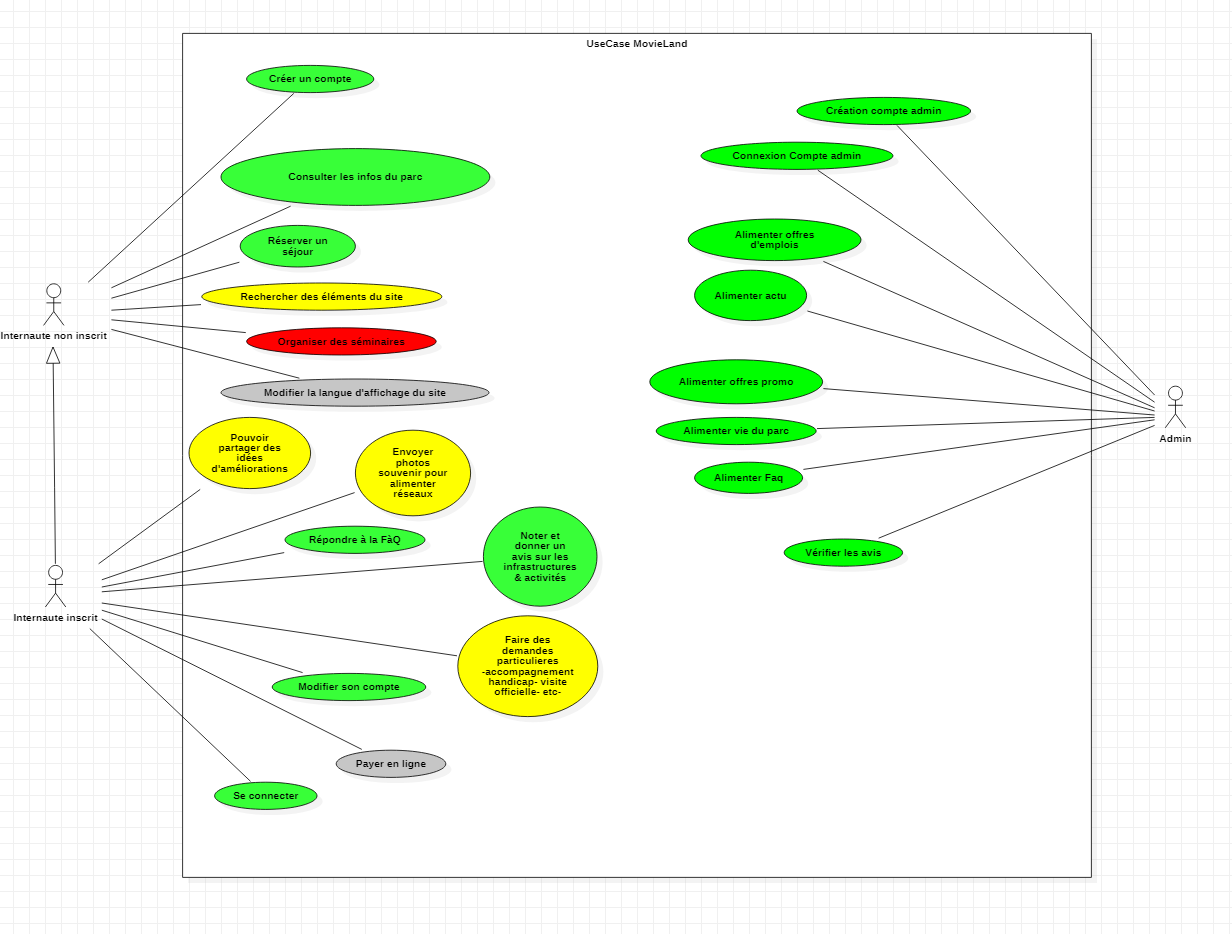 UseCase MovieLand
Créer un compte
Création compte admin
Connexion Compte admin
Consulter les infos du parc
Réserver un
séjour
Alimenter offres
d'emplois
Rechercher des éléments du site
Alimenter actu
Internaute non inscrit
Organiser des séminaires
Modifier la langue d'affichage du site
Alimenter offres promo
Alimenter vie du parc
Admin
Pouvoir
partager des
idées
d'améliorations
Envoyer
photos
souvenir pour
alimenter
réseaux
Alimenter Faq
Répondre à la FàQ
Noter et
donner un
avis sur les
infrastructures
& activités
Vérifier les avis
Internaute inscrit
Faire des
demandes
particulieres
-accompagnement
handicap- visite
officielle- etc-
Modifier son compte
Payer en ligne
Se connecter